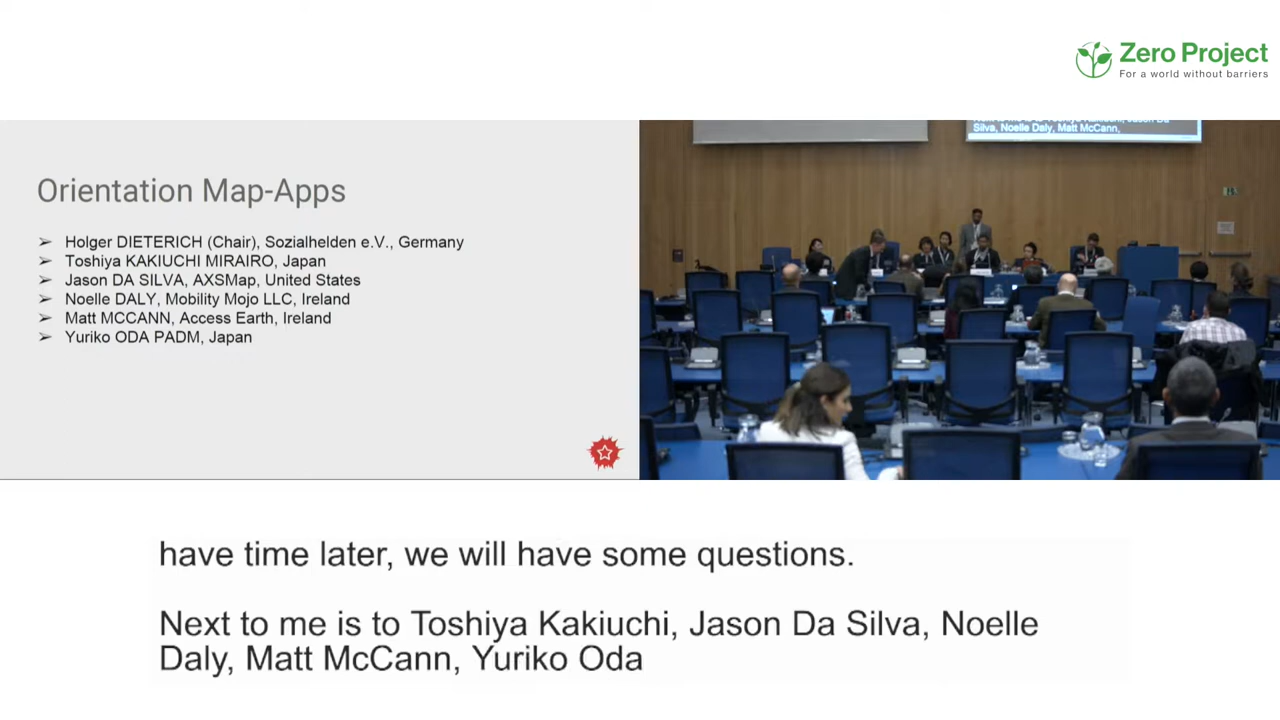 Zero Project
For a world without barriers
Orientation Map-Apps
➢ Holger DIETERICH (Chair), Sozialhelden e.V., Germany
➢ Toshiya KAKIUCHI MIRAIRO, Japan
➢ Jason DA SILVA, AXSMap, United States
➢ Noelle DALY, Mobility Mojo LLC, Ireland
➢ Matt MCCANN, Access Earth, Ireland
➢ Yuriko ODA PADM, Japan
Silva, Noelle Daly, Matt McCann,
have time later, we will have some questions.
Next to me is to Toshiya Kakiuchi, Jason Da Silva, Noelle
Daly, Matt McCann, Yuriko Oda